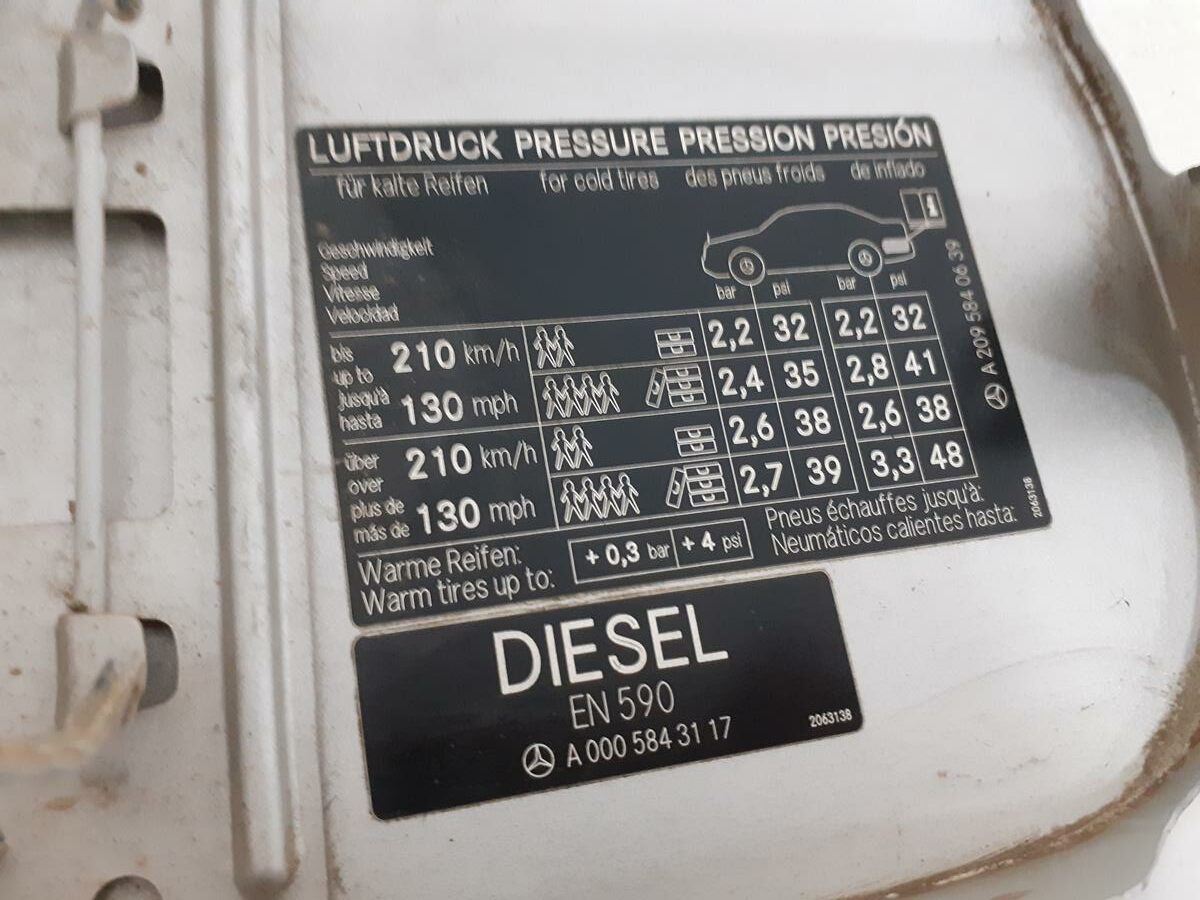 LUFTDRUCK PRESSURE PRESSION PRESIÓN
für kalte Reifen for cold tires des pneus froids de inflado
i
Geschwindigkeit
Speed
Vitesse
Velocidad
bar psi bar psi
bis
up to
jusqu'à
hasta
210 km/h
130 mph
2,2 32 2,2 32
2,4 35 2,8 41
über
over
plus de
más de
210 km/h
130 mph
2,6 38 2,6 38
2,7 39 3,3 48
Warme Reifen:
Warm tires up to:
+ 0,3 bar + 4 psi
Pneus échauffes jusqu'à:
Neumáticos calientes hasta:
A 209 584 06 39
2063138
DIESEL
EN 590
A 000 584 31 17
2063138